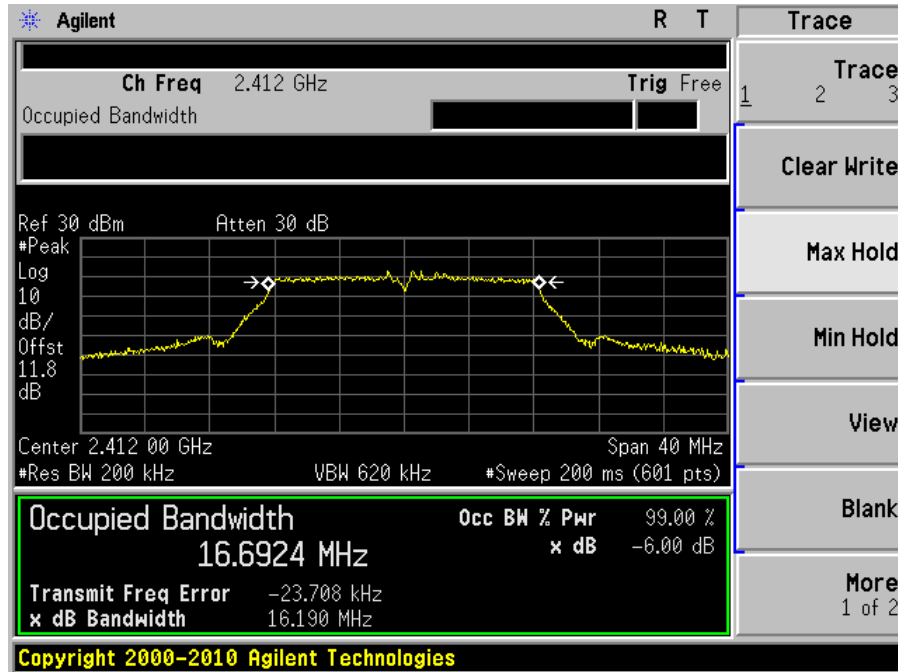 Agilent R T Trace
Ch Freq 2.412 GHz Trig Free
Occupied Bandwidth
Trace
1 2 3
Clear Write
Max Hold
Min Hold
View
Blank
More
1 of 2
Ref 30 dBm Atten 30 dB
#Peak
Log
10
dB/
Offst
11.8
dB
Center 2.412 00 GHz Span 40 MHz
#Res BW 200 kHz VBW 620 kHz #Sweep 200 ms (601 pts)
Occupied Bandwidth Occ BW % Pwr 99.00 %
16.6924 MHz x dB -6.00 dB
Transmit Freq Error -23.708 kHz
x dB Bandwidth 16.190 MHz
Copyright 2000-2010 Agilent Technologies